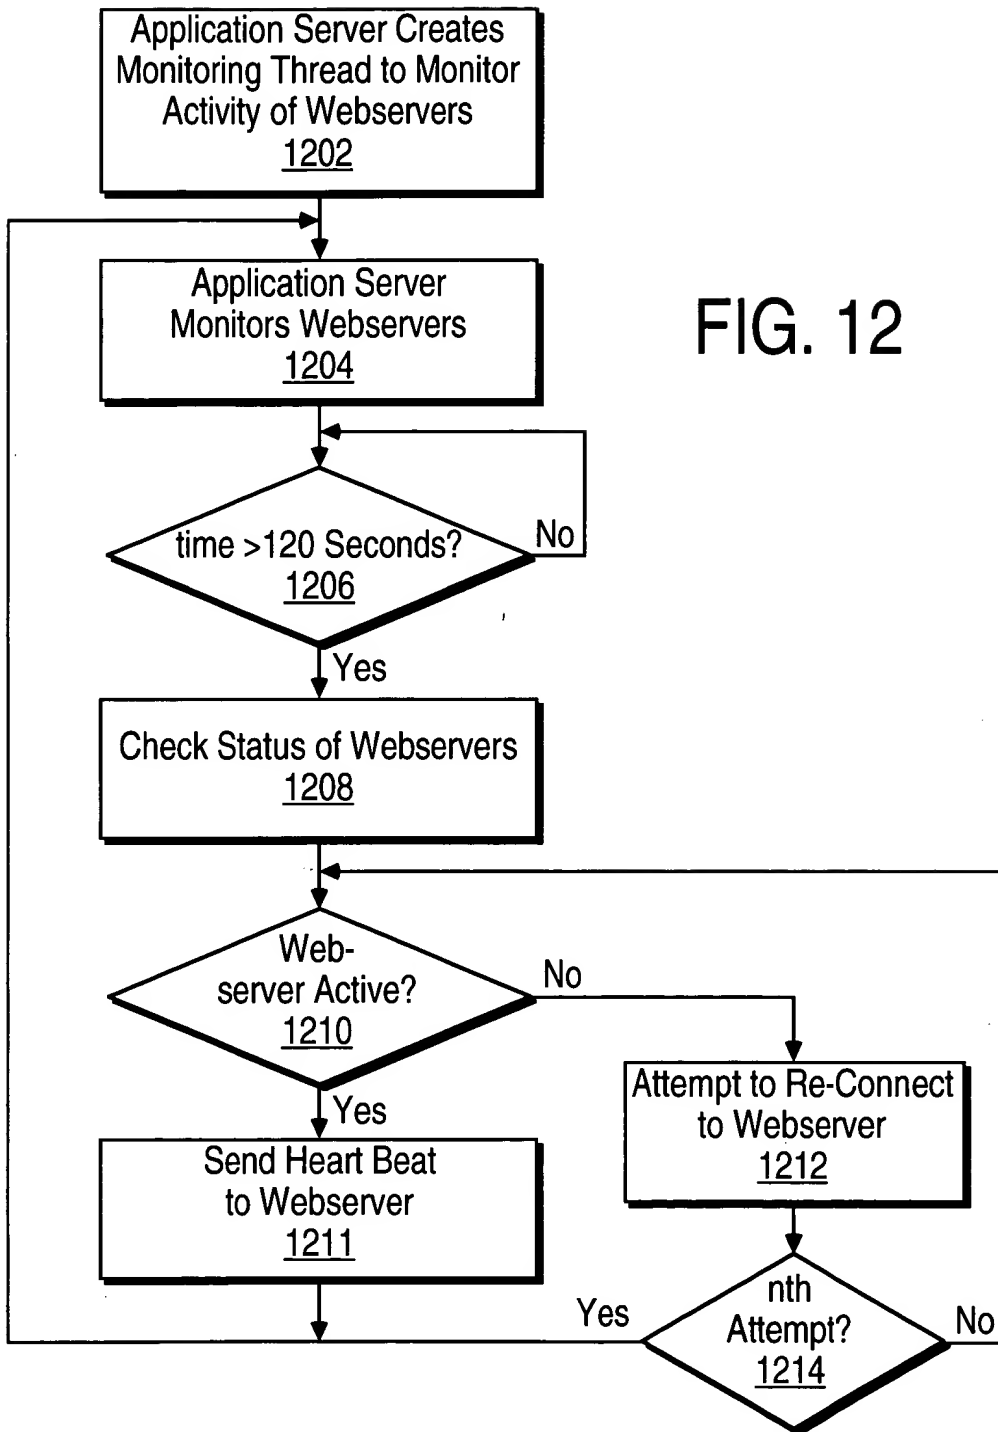 Application Server Creates
Monitoring Thread to Monitor
Activity of Webservers
1202
Application Server
Monitors Webservers
1204
FIG. 12
time >120 Seconds?
1206
No
Yes
Check Status of Webservers
1208
Web-
server Active?
1210
No
Yes
Attempt to Re-Connect
to Webserver
1212
Send Heart Beat
to Webserver
1211
nth
Attempt?
1214
Yes
No